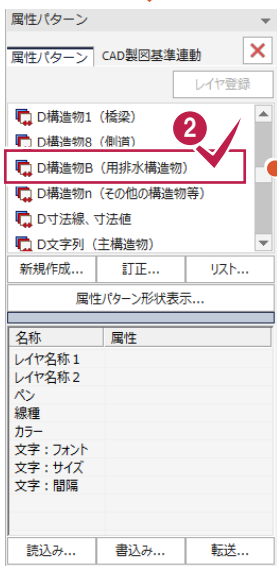 属性パターン
属性パターン CAD製図基準連動
レイヤ登録
D構造物1（橋梁）
D構造物8（側道）
2
D構造物B（用排水構造物）
D構造物n（その他の構造物等）
D寸法線、寸法値
D文字列（主構造物）
新規作成... 訂正... リスト...
属性パターン形状表示...
名称 属性
レイヤ名称1
レイヤ名称2
ペン
線種
カラー
文字：フォント
文字：サイズ
文字：間隔
読込み... 書込み... 転送...